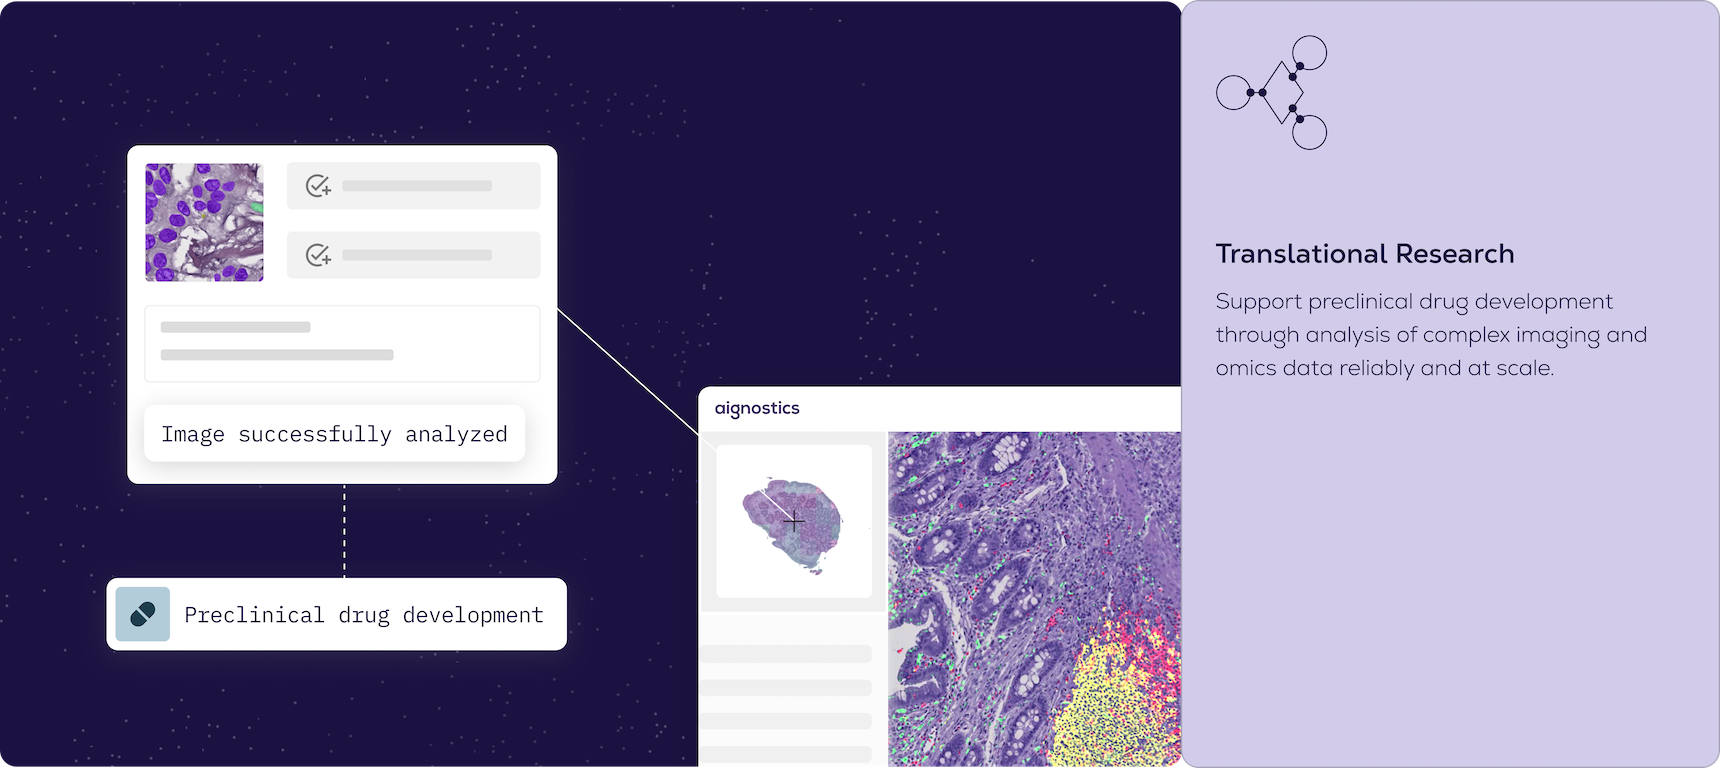 Image successfully analyzed
Preclinical drug development
aignostics
Translational Research
Support preclinical drug development
through analysis of complex imaging and
omics data reliably and at scale.